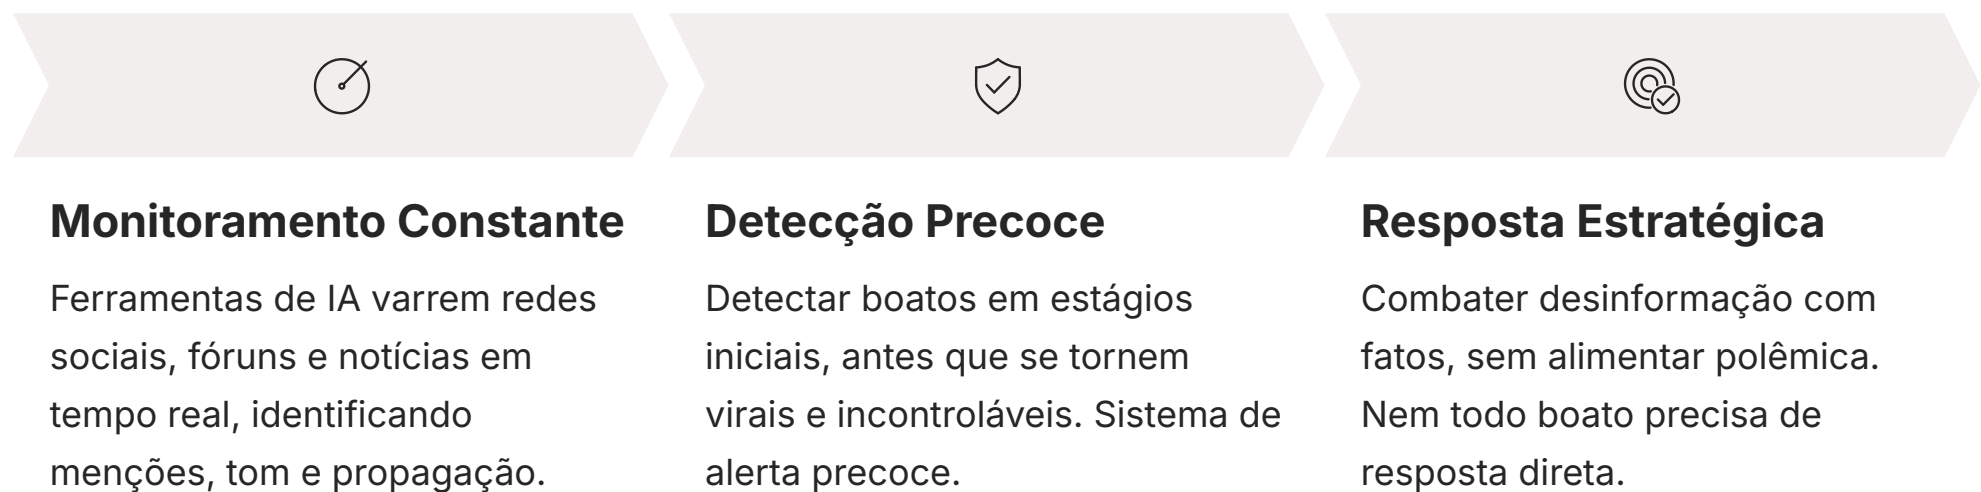 Monitoramento Constante
Ferramentas de IA varrem redes
sociais, fóruns e notícias em
tempo real, identificando
menções, tom e propagação.
Detecção Precoce
Detectar boatos em estágios
iniciais, antes que se tornem
virais e incontroláveis. Sistema de
alerta precoce.
Resposta Estratégica
Combater desinformação com
fatos, sem alimentar polêmica.
Nem todo boato precisa de
resposta direta.